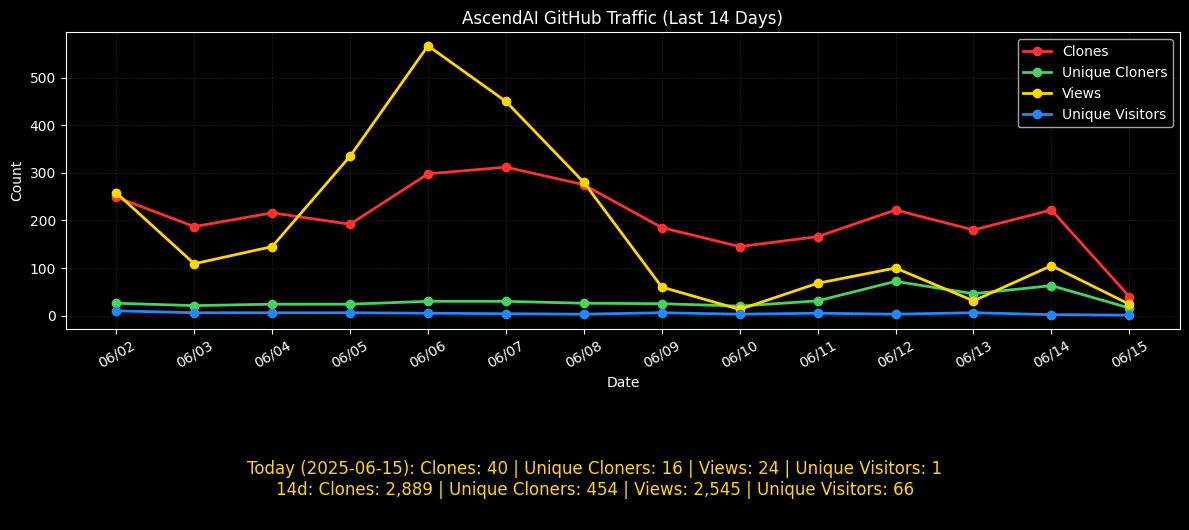 AscendAI GitHub Traffic (Last 14 Days)
Clones
Unique Cloners
Views
Unique Visitors
Count
500
400
300
200
100
0
06/02 06/03 06/04 06/05 06/06 06/07 06/08 06/09 06/10 06/11 06/12 06/13 06/14 06/15
Date
Today (2025-06-15): Clones: 40 | Unique Cloners: 16 | Views: 24 | Unique Visitors: 1
14d: Clones: 2,889 | Unique Cloners: 454 | Views: 2,545 | Unique Visitors: 66